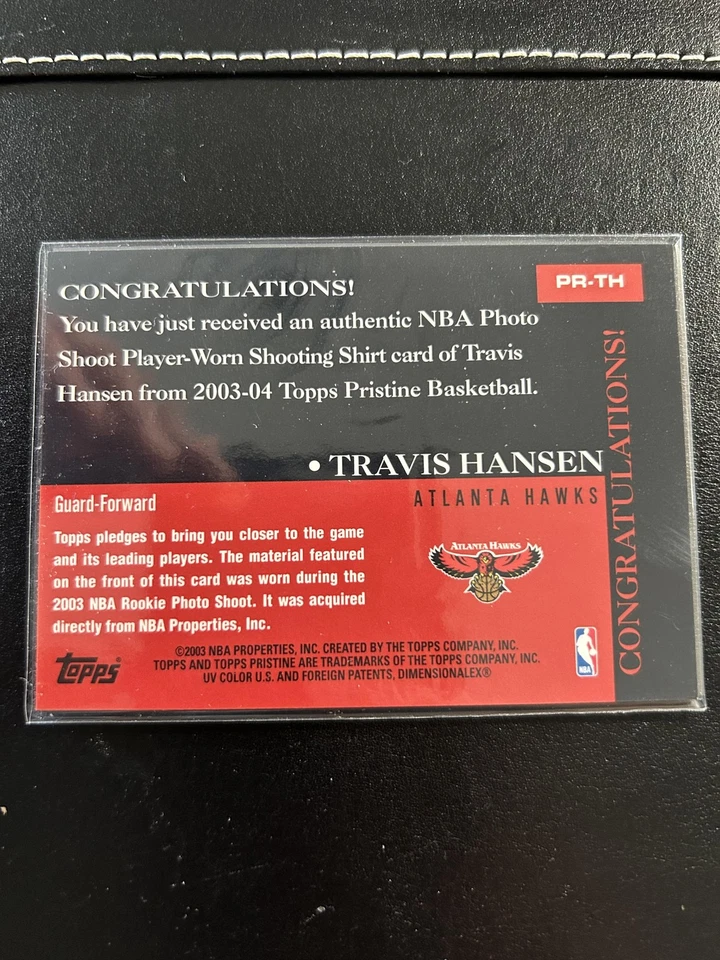 PR-TH
CONGRATULATIONS!
You have just received an authentic NBA Photo
Shoot Player-Worn Shooting Shirt card of Travis
Hansen from 2003-04 Topps Pristine Basketball.
• TRAVIS HANSEN
ATLANTA HAWKS
Guard-Forward
Topps pledges to bring you closer to the game
and its leading players. The material featured
on the front of this card was worn during the
2003 NBA Rookie Photo Shoot. It was acquired
directly from NBA Properties, Inc.
ATLANTA HAWKS
Topps
©2003 NBA PROPERTIES, INC. CREATED BY THE TOPPS COMPANY, INC.
TOPPS AND TOPPS PRISTINE ARE TRADEMARKS OF THE TOPPS COMPANY, INC.
UV COLOR U.S. AND FOREIGN PATENTS, DIMENSIONALEX®
NBA
CONGRATULATIONS!